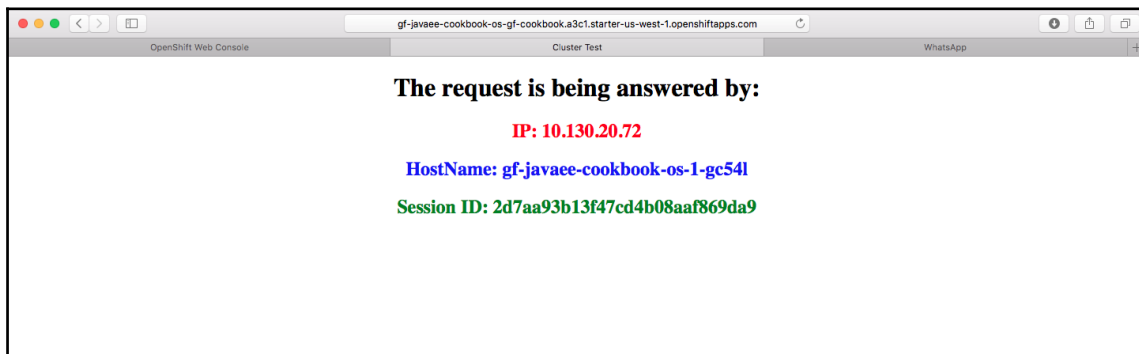 gf-javaee-cookbook-os-gf-cookbook.a3c1.starter-us-west-1.openshiftapps.com
OpenShift Web Console
Cluster Test
WhatsApp
The request is being answered by:
IP: 10.130.20.72
HostName: gf-javaee-cookbook-os-1-gc54l
Session ID: 2d7aa93b13f47cd4b08aaf869da9